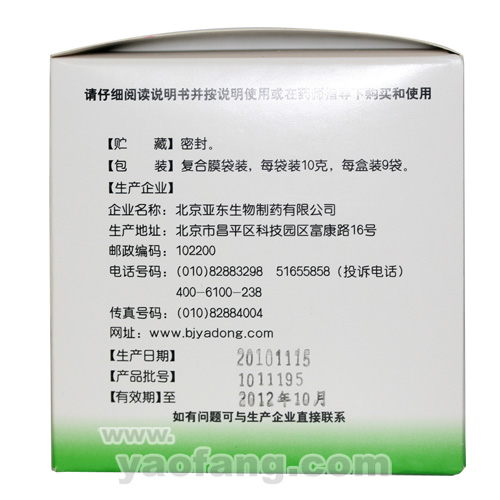 请仔细阅读说明书并按说明使用或在药师指导下购买和使用
【贮　藏】密封。
【包　装】复合膜袋装，每袋装10克，每盒装9袋。
【生产企业】
企业名称：北京亚东生物制药有限公司
生产地址：北京市昌平区科技园区富康路16号
邮政编码：102200
电话号码：(010)82883298　51655858（投诉电话）
400-6100-238
传真号码：(010)82884004
网址：www.bjyadong.com
【生产日期】 20101115
【产品批号】 1011195
【有效期】至 2012年10月
如有问题可与生产企业直接联系
www.
yaofang.com